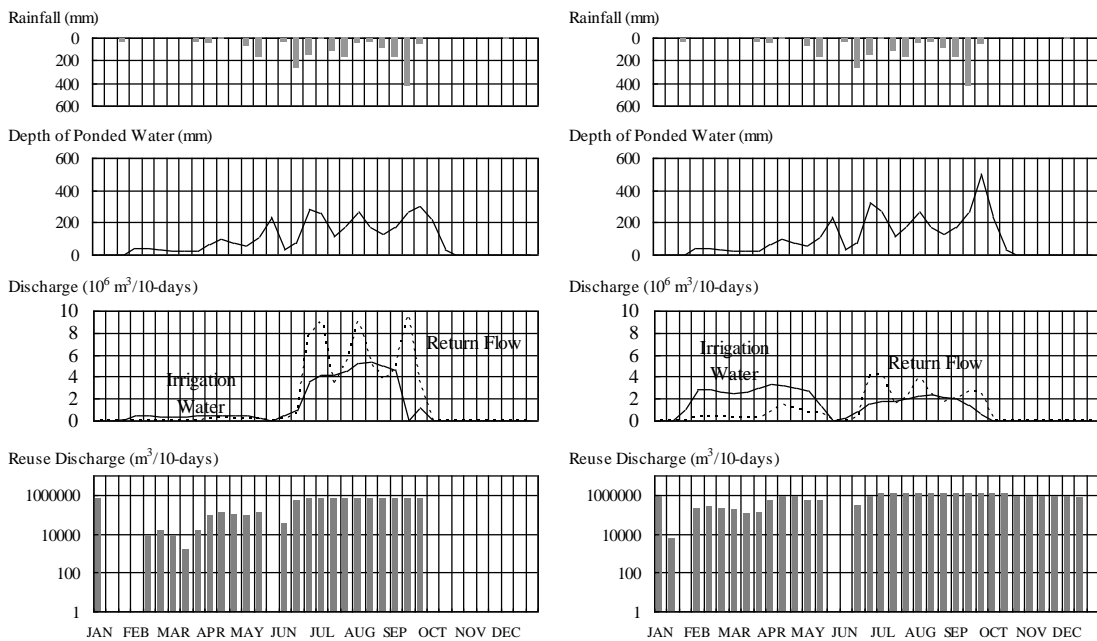 Rainfall (mm)
0
200
400
600
Depth of Ponded Water (mm)
600
400
200
0
Discharge (10⁶ m³/10-days)
10
8
6
4
2
0
Return Flow
Irrigation
Water
Reuse Discharge (m³/10-days)
1000000
10000
100
1
JAN FEB MAR APR MAY JUN JUL AUG SEP OCT NOV DEC
Rainfall (mm)
0
200
400
600
Depth of Ponded Water (mm)
600
400
200
0
Discharge (10⁶ m³/10-days)
10
8
6
4
2
0
Irrigation
Water
Return Flow
Reuse Discharge (m³/10-days)
1000000
10000
100
1
JAN FEB MAR APR MAY JUN JUL AUG SEP OCT NOV DEC